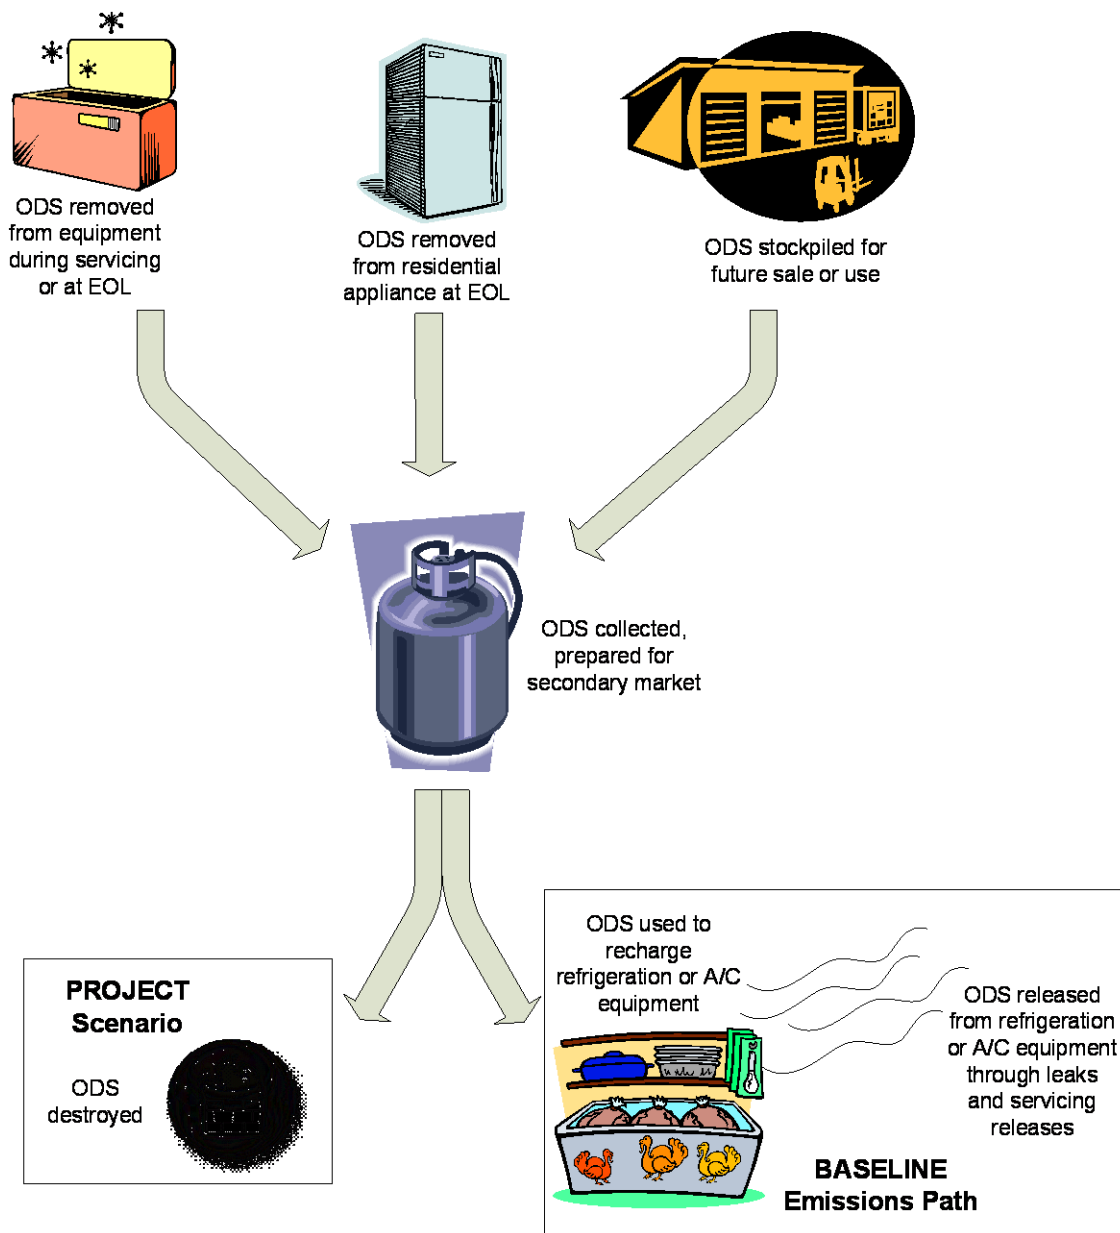 ODS removed
from equipment
during servicing
or at EOL
ODS removed
from residential
appliance at EOL
ODS stockpiled for
future sale or use
ODS collected,
prepared for
secondary market
PROJECT
Scenario
ODS
destroyed
ODS used to
recharge
refrigeration or A/C
equipment
ODS released
from refrigeration
or A/C equipment
through leaks
and servicing
releases
BASELINE
Emissions Path